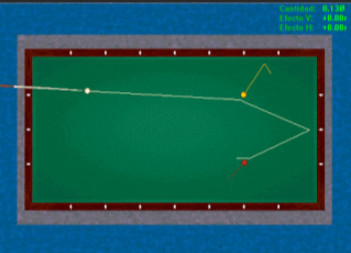 Cantidad: 0.130
Efecto V: +0.00r
Efecto H: +0.00r